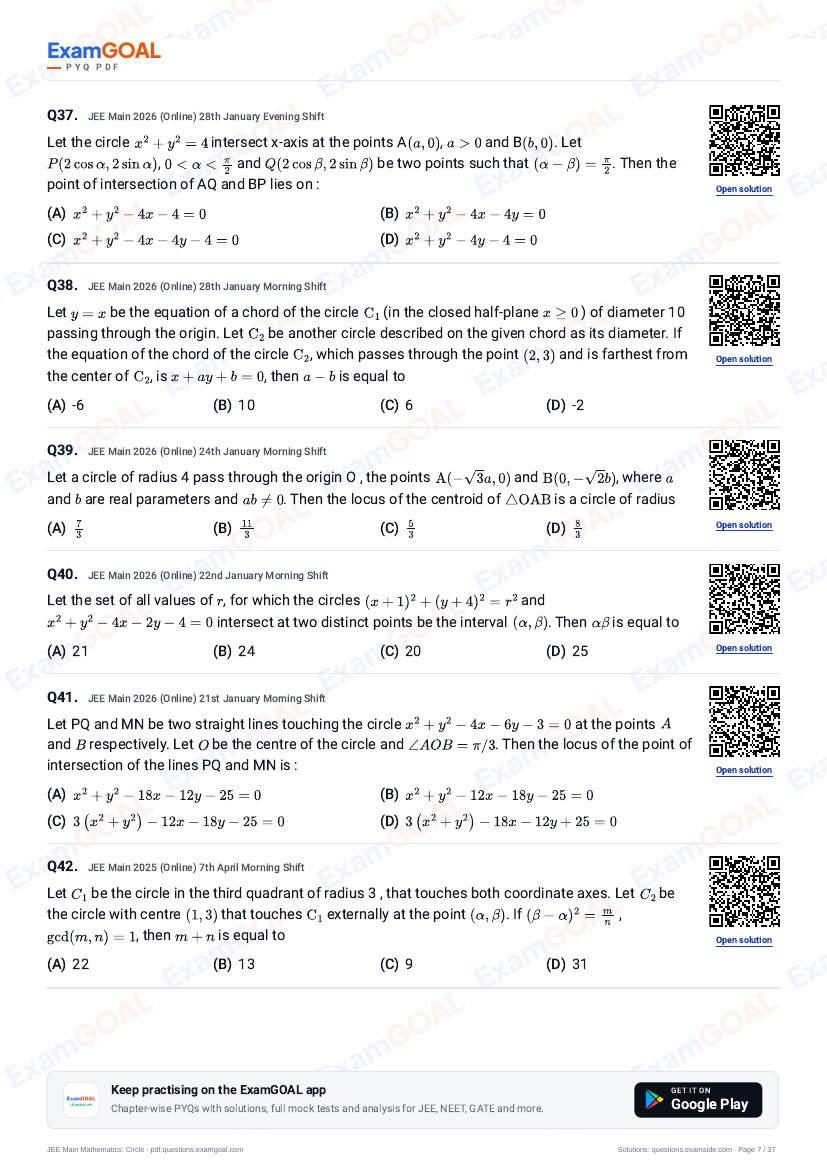 ExamGOAL
PYQ PDF
Q37. JEE Main 2026 (Online) 28th January Evening Shift
Let the circle x² + y² = 4 intersect x-axis at the points A(a, 0), a > 0 and B(b, 0). Let
P(2 cos α, 2 sin α), 0 < α < π/2 and Q(2 cos β, 2 sin β) be two points such that (α − β) = π/2. Then the
point of intersection of AQ and BP lies on :
(A) x² + y² − 4x − 4 = 0 (B) x² + y² − 4x − 4y = 0
(C) x² + y² − 4x − 4y − 4 = 0 (D) x² + y² − 4y − 4 = 0
Open solution
Q38. JEE Main 2026 (Online) 28th January Morning Shift
Let y = x be the equation of a chord of the circle C₁ (in the closed half-plane x ≥ 0 ) of diameter 10
passing through the origin. Let C₂ be another circle described on the given chord as its diameter. If
the equation of the chord of the circle C₂, which passes through the point (2, 3) and is farthest from
the center of C₂, is x + ay + b = 0, then a − b is equal to
(A) -6 (B) 10 (C) 6 (D) -2
Open solution
Q39. JEE Main 2026 (Online) 24th January Morning Shift
Let a circle of radius 4 pass through the origin O , the points A(−√3a, 0) and B(0, −√2b), where a
and b are real parameters and ab ≠ 0. Then the locus of the centroid of △OAB is a circle of radius
(A) 7/3 (B) 11/3 (C) 5/3 (D) 8/3
Open solution
Q40. JEE Main 2026 (Online) 22nd January Morning Shift
Let the set of all values of r, for which the circles (x + 1)² + (y + 4)² = r² and
x² + y² − 4x − 2y − 4 = 0 intersect at two distinct points be the interval (α, β). Then αβ is equal to
(A) 21 (B) 24 (C) 20 (D) 25
Open solution
Q41. JEE Main 2026 (Online) 21st January Morning Shift
Let PQ and MN be two straight lines touching the circle x² + y² − 4x − 6y − 3 = 0 at the points A
and B respectively. Let O be the centre of the circle and ∠AOB = π/3. Then the locus of the point of
intersection of the lines PQ and MN is :
(A) x² + y² − 18x − 12y − 25 = 0 (B) x² + y² − 12x − 18y − 25 = 0
(C) 3 (x² + y²) − 12x − 18y − 25 = 0 (D) 3 (x² + y²) − 18x − 12y + 25 = 0
Open solution
Q42. JEE Main 2025 (Online) 7th April Morning Shift
Let C₁ be the circle in the third quadrant of radius 3 , that touches both coordinate axes. Let C₂ be
the circle with centre (1, 3) that touches C₁ externally at the point (α, β). If (β − α)² = m/n ,
gcd(m, n) = 1, then m + n is equal to
(A) 22 (B) 13 (C) 9 (D) 31
Open solution
ExamGOAL
Keep practising on the ExamGOAL app
Chapter-wise PYQs with solutions, full mock tests and analysis for JEE, NEET, GATE and more.
GET IT ON
Google Play
JEE Main Mathematics: Circle · pdf.questions.examgoal.com Solutions: questions.examside.com · Page 7 / 37